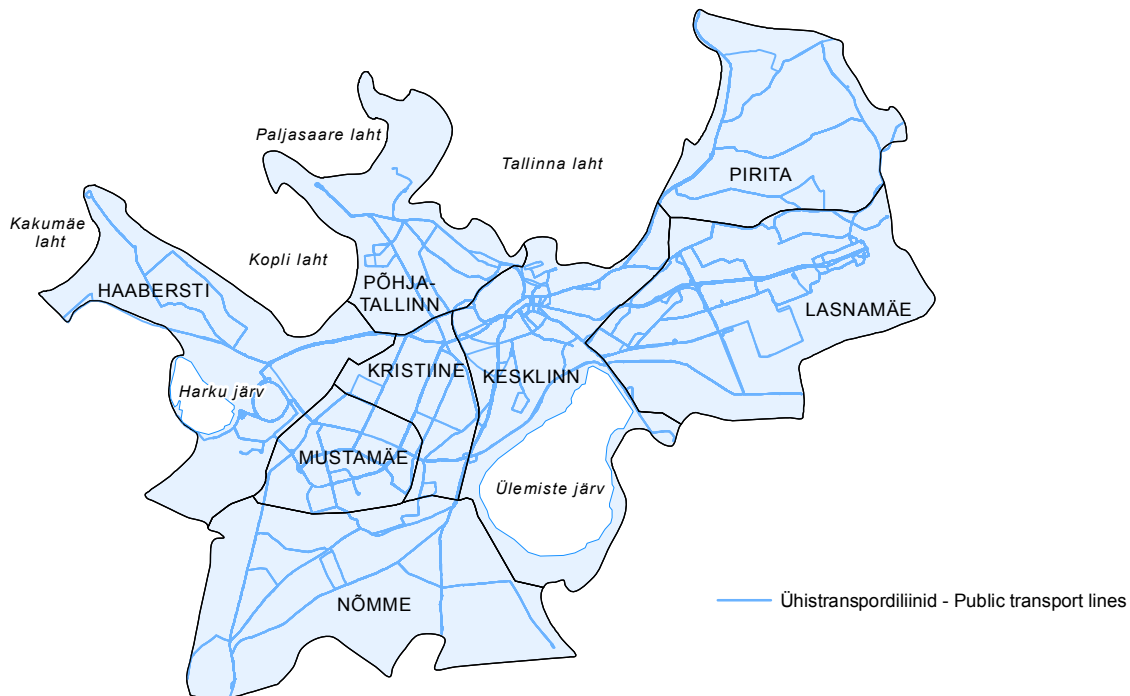 Paljasaare laht
Tallinna laht
PIRITA
Kakumäe
laht
Kopli laht
HAABERSTI
PÕHJA-
TALLINN
LASNAMÄE
KRISTIINE
KESKLINN
Harku järv
MUSTAMÄE
Ülemiste järv
NÕMME
Ühistranspordiliinid - Public transport lines